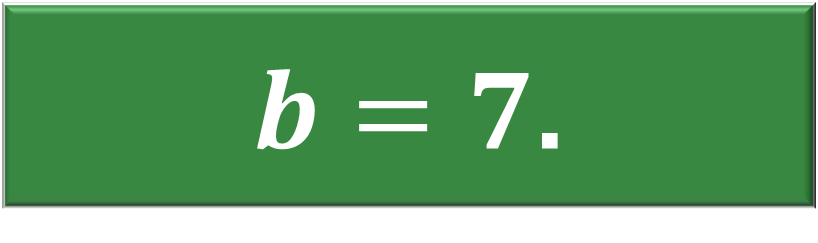 b = 7.